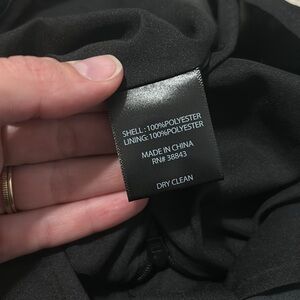 SHELL:100%POLYESTER
LINING:100%POLYESTER
MADE IN CHINA
RN# 38843
DRY CLEAN